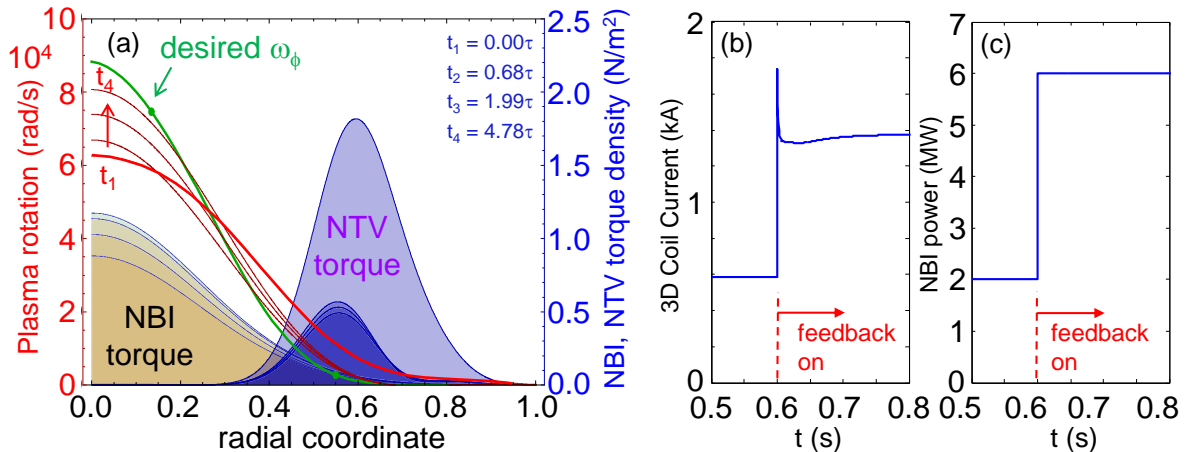 (a)
desired ωϕ
t₁ = 0.00τ
t₂ = 0.68τ
t₃ = 1.99τ
t₄ = 4.78τ
t₄
t₁
NBI
torque
NTV
torque
Plasma rotation (rad/s)
10
10⁴
8
6
4
2
0
2.5
2.0
1.5
1.0
0.5
0.0
NBI, NTV torque density (N/m²)
0.0 0.2 0.4 0.6 0.8 1.0
radial coordinate
(b)
3D Coil Current (kA)
2
1
0
feedback
on
0.5 0.6 0.7 0.8
t (s)
(c)
NBI power (MW)
7
6
5
4
3
2
1
0
feedback
on
0.5 0.6 0.7 0.8
t (s)